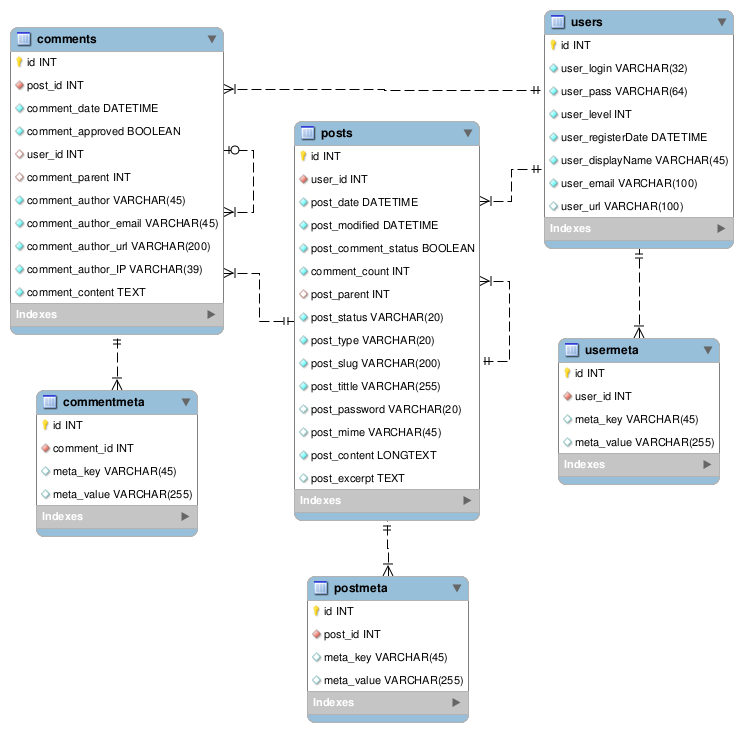 comments
id INT
post_id INT
comment_date DATETIME
comment_approved BOOLEAN
user_id INT
comment_parent INT
comment_author VARCHAR(45)
comment_author_email VARCHAR(45)
comment_author_url VARCHAR(200)
comment_author_IP VARCHAR(39)
comment_content TEXT
Indexes
users
id INT
user_login VARCHAR(32)
user_pass VARCHAR(64)
user_level INT
user_registerDate DATETIME
user_displayName VARCHAR(45)
user_email VARCHAR(100)
user_url VARCHAR(100)
Indexes
posts
id INT
user_id INT
post_date DATETIME
post_modified DATETIME
post_comment_status BOOLEAN
comment_count INT
post_parent INT
post_status VARCHAR(20)
post_type VARCHAR(20)
post_slug VARCHAR(200)
post_tittle VARCHAR(255)
post_password VARCHAR(20)
post_mime VARCHAR(45)
post_content LONGTEXT
post_excerpt TEXT
Indexes
usermeta
id INT
user_id INT
meta_key VARCHAR(45)
meta_value VARCHAR(255)
Indexes
commentmeta
id INT
comment_id INT
meta_key VARCHAR(45)
meta_value VARCHAR(255)
Indexes
postmeta
id INT
post_id INT
meta_key VARCHAR(45)
meta_value VARCHAR(255)
Indexes